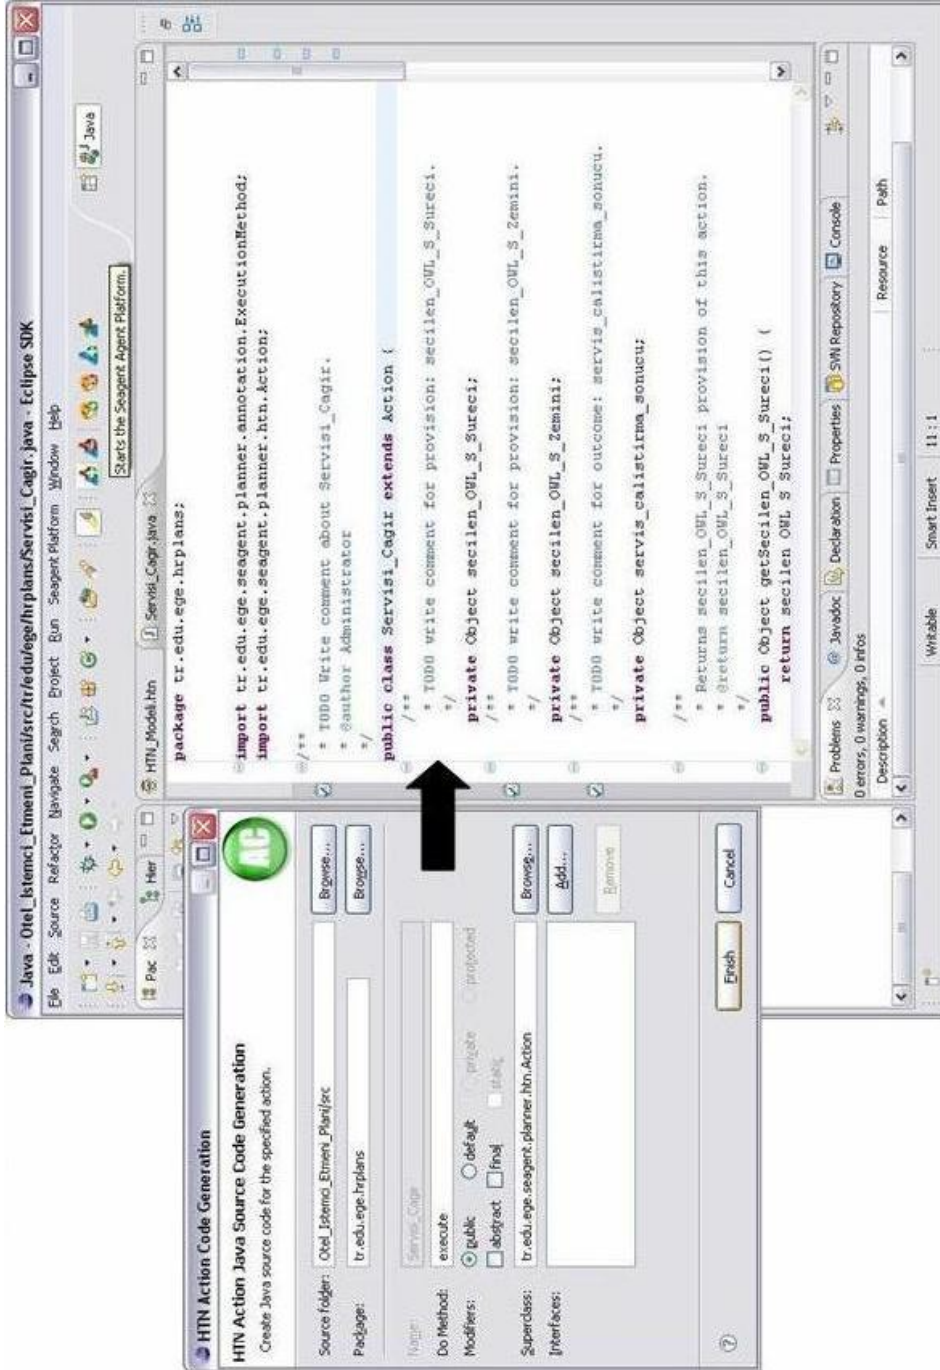 HTN Action Code Generation
HTN Action Java Source Code Generation
Create Java source code for the specified action.
Source folder: Otel_Istemci_Etmeni_Plani/src Browse...
Package: tr.edu.ege.hrplans Browse...
Name: Servisi_Cagir
Do Method: execute
Modifiers: public default private protected
abstract final static
Superclass: tr.edu.ege.seagent.planner.htn.Action Browse...
Interfaces: Add...
Remove
Finish Cancel
Java - Otel_Istemci_Etmeni_Plani/src/tr/edu/ege/hrplans/Servisi_Cagir.java - Eclipse SDK
File Edit Source Refactor Navigate Search Project Run Seagent Platform Window Help
Java
Starts the Seagent Agent Platform.
Pac Hier
HTN_Modeli.htn Servisi_Cagir.java
package tr.edu.ege.hrplans;
import tr.edu.ege.seagent.planner.annotation.ExecutionMethod;
import tr.edu.ege.seagent.planner.htn.Action;
/**
* TODO Write comment about Servisi_Cagir.
* @author Administrator
*/
public class Servisi_Cagir extends Action {
/**
* TODO write comment for provision: secilen_OWL_S_Sureci.
*/
private Object secilen_OWL_S_Sureci;
/**
* TODO write comment for provision: secilen_OWL_S_Zemini.
*/
private Object secilen_OWL_S_Zemini;
/**
* TODO write comment for outcome: servis_calistirma_sonucu.
*/
private Object servis_calistirma_sonucu;
/**
* Returns secilen_OWL_S_Sureci provision of this action.
* @return secilen_OWL_S_Sureci
*/
public Object getSecilen_OWL_S_Sureci() {
return secilen_OWL_S_Sureci;
Problems Javadoc Declaration Properties SVN Repository Console
0 errors, 0 warnings, 0 infos
Description Resource Path
Writable Smart Insert 11 : 1